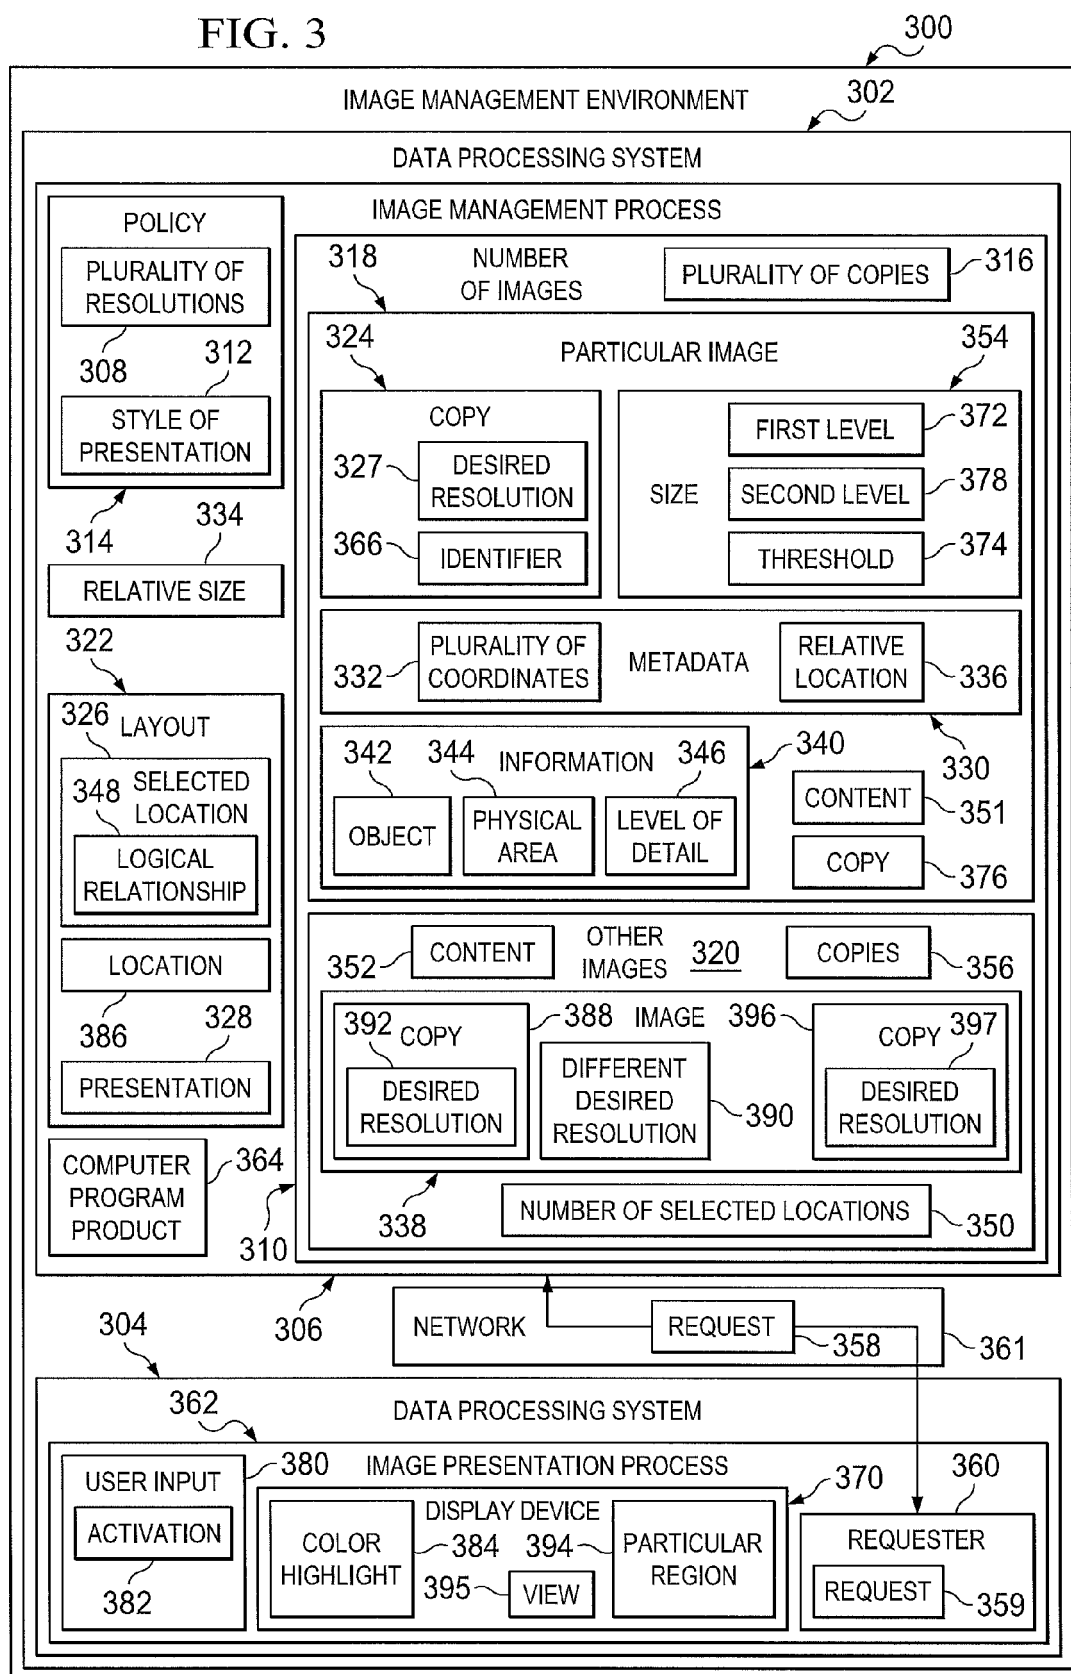 FIG. 3
300
IMAGE MANAGEMENT ENVIRONMENT
302
DATA PROCESSING SYSTEM
IMAGE MANAGEMENT PROCESS
POLICY
PLURALITY OF
RESOLUTIONS
308
312
STYLE OF
PRESENTATION
314
334
RELATIVE SIZE
322
326
LAYOUT
348
SELECTED
LOCATION
LOGICAL
RELATIONSHIP
LOCATION
386
328
PRESENTATION
COMPUTER
PROGRAM
PRODUCT
364
310
306
318
NUMBER
OF IMAGES
PLURALITY OF COPIES
316
324
PARTICULAR IMAGE
354
COPY
327
DESIRED
RESOLUTION
366
IDENTIFIER
SIZE
FIRST LEVEL
372
SECOND LEVEL
378
THRESHOLD
374
332
PLURALITY OF
COORDINATES
METADATA
RELATIVE
LOCATION
336
330
342
344
INFORMATION
346
340
OBJECT
PHYSICAL
AREA
LEVEL OF
DETAIL
CONTENT
351
COPY
376
352
CONTENT
OTHER
IMAGES
320
COPIES
356
392
COPY
388
IMAGE
396
COPY
397
DESIRED
RESOLUTION
DIFFERENT
DESIRED
RESOLUTION
390
DESIRED
RESOLUTION
338
NUMBER OF SELECTED LOCATIONS
350
NETWORK
REQUEST
358
361
304
DATA PROCESSING SYSTEM
362
IMAGE PRESENTATION PROCESS
USER INPUT
380
ACTIVATION
382
DISPLAY DEVICE
370
COLOR
HIGHLIGHT
384
394
395
VIEW
PARTICULAR
REGION
360
REQUESTER
REQUEST
359